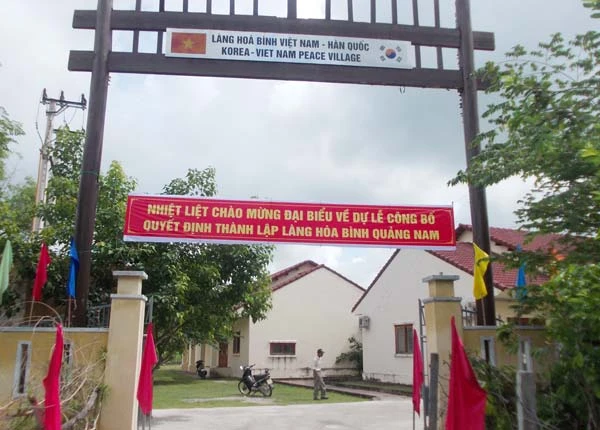 LÀNG HOÀ BÌNH VIỆT NAM - HÀN QUỐC
KOREA - VIET NAM PEACE VILLAGE
NHIỆT LIỆT CHÀO MỪNG ĐẠI BIỂU VỀ DỰ LỄ CÔNG BỐ
QUYẾT ĐỊNH THÀNH LẬP LÀNG HÒA BÌNH QUẢNG NAM